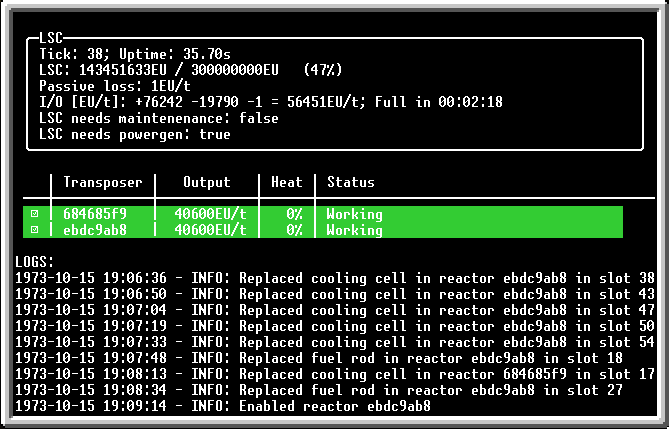 LSC
Tick: 38; Uptime: 35.70s
LSC: 143451633EU / 300000000EU (47%)
Passive loss: 1EU/t
I/O [EU/t]: +76242 -19790 -1 = 56451EU/t; Full in 00:02:18
LSC needs maintenenance: false
LSC needs powergen: true
Transposer Output Heat Status
684685f9 40600EU/t 0% Working
ebdc9ab8 40600EU/t 0% Working
LOGS:
1973-10-15 19:06:36 - INFO: Replaced cooling cell in reactor ebdc9ab8 in slot 38
1973-10-15 19:06:50 - INFO: Replaced cooling cell in reactor ebdc9ab8 in slot 43
1973-10-15 19:07:04 - INFO: Replaced cooling cell in reactor ebdc9ab8 in slot 47
1973-10-15 19:07:19 - INFO: Replaced cooling cell in reactor ebdc9ab8 in slot 50
1973-10-15 19:07:33 - INFO: Replaced cooling cell in reactor ebdc9ab8 in slot 54
1973-10-15 19:07:48 - INFO: Replaced fuel rod in reactor ebdc9ab8 in slot 18
1973-10-15 19:08:13 - INFO: Replaced cooling cell in reactor 684685f9 in slot 17
1973-10-15 19:08:34 - INFO: Replaced fuel rod in reactor ebdc9ab8 in slot 27
1973-10-15 19:09:14 - INFO: Enabled reactor ebdc9ab8